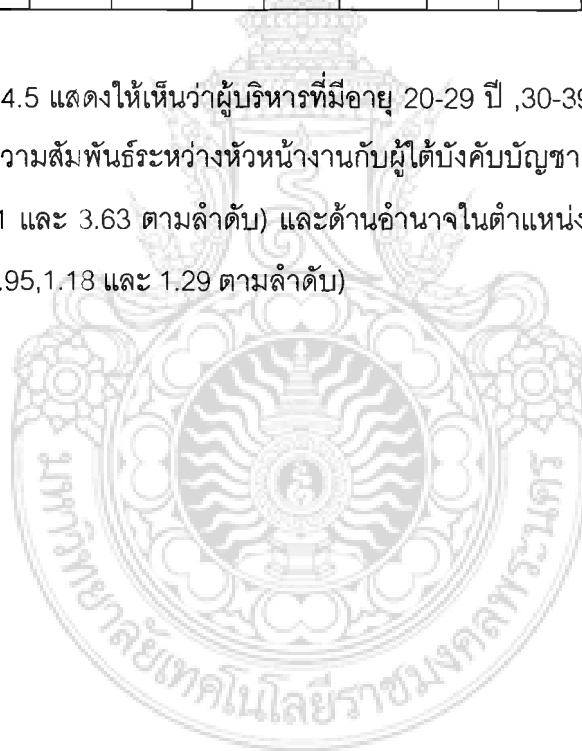 4.5 แสดงให้เห็นว่าผู้บริหารที่มีอายุ 20-29 ปี ,30-39
วามสัมพันธ์ระหว่างหัวหน้างานกับผู้ใต้บังคับบัญชา
1 และ 3.63 ตามลำดับ) และด้านอำนาจในตำแหน่ง
.95,1.18 และ 1.29 ตามลำดับ)
มหาวิทยาลัยเทคโนโลยีราชมงคลพระนคร